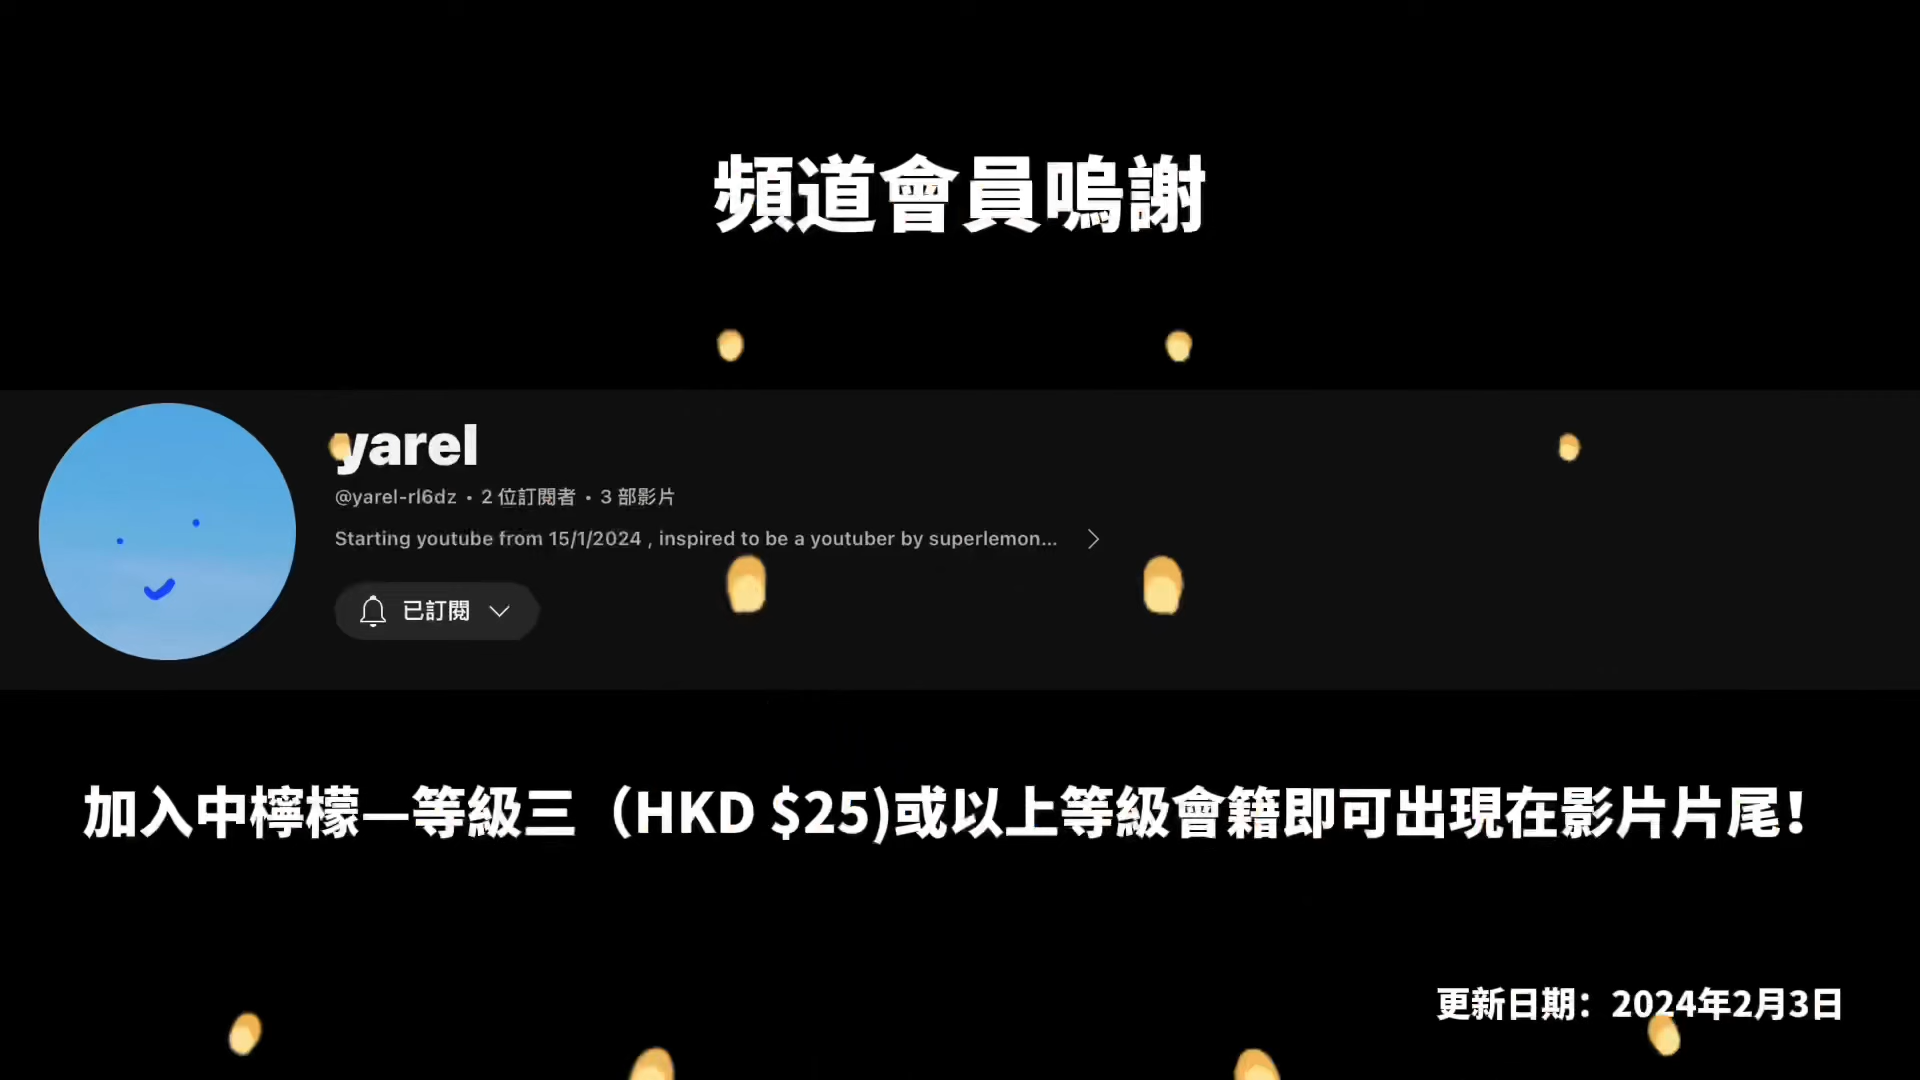 頻道會員嗚謝
yarel
@yarel-rl6dz • 2 位訂閱者 • 3 部影片
Starting youtube from 15/1/2024 , inspired to be a youtuber by superlemon...
已訂閱
加入中檸檬—等級三（HKD $25)或以上等級會籍即可出現在影片片尾！
更新日期：2024年2月3日